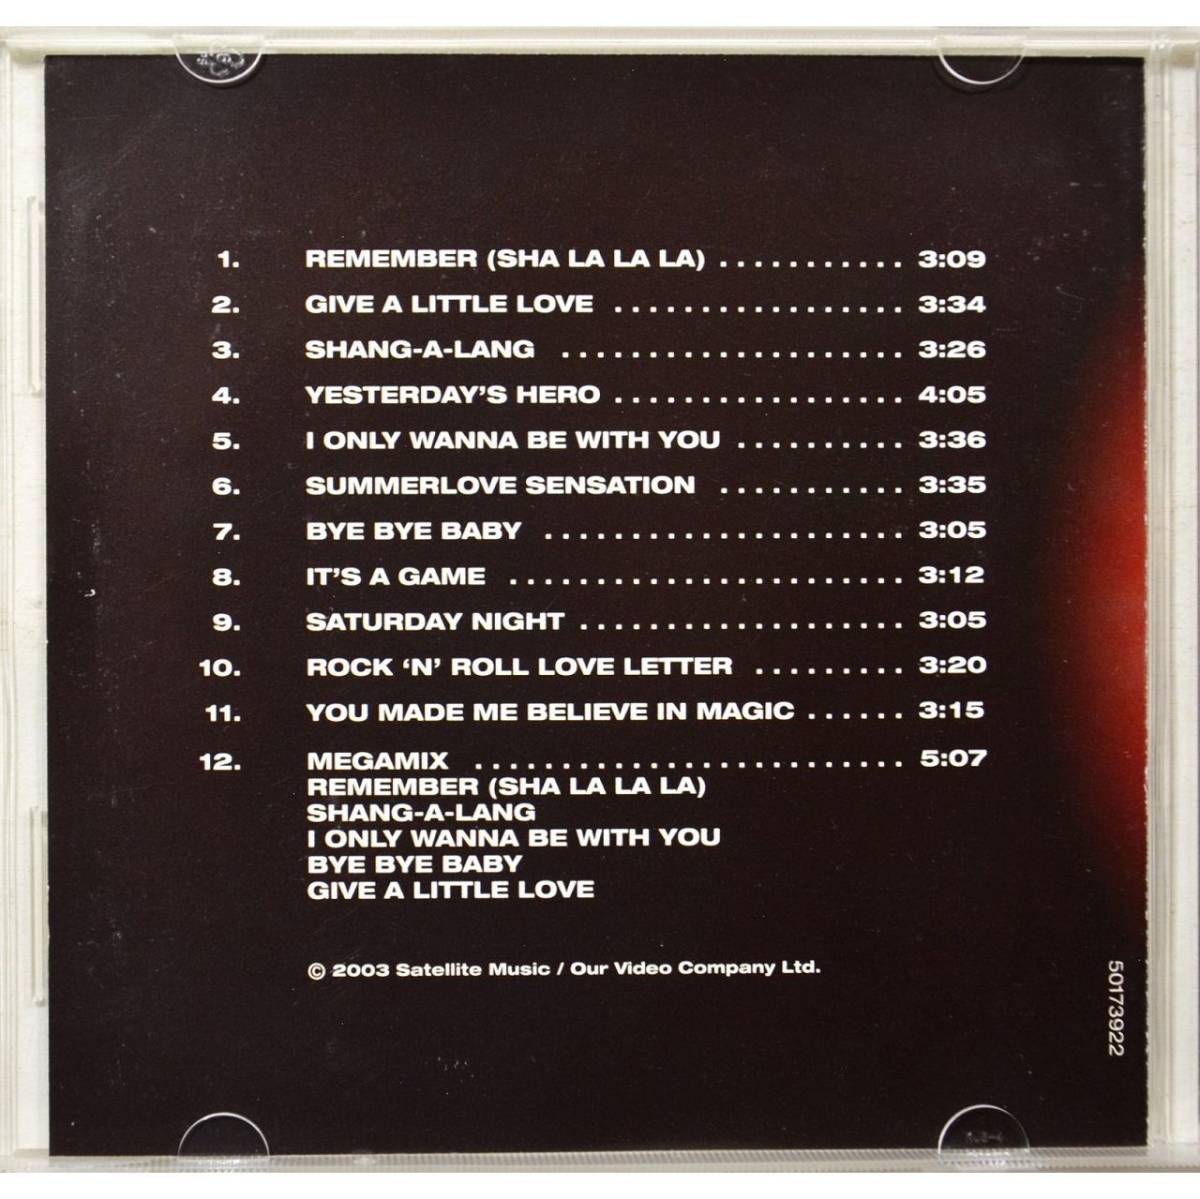 1. REMEMBER (SHA LA LA LA) ........... 3:09
2. GIVE A LITTLE LOVE ................. 3:34
3. SHANG-A-LANG .................... 3:26
4. YESTERDAY'S HERO ................. 4:05
5. I ONLY WANNA BE WITH YOU .......... 3:36
6. SUMMERLOVE SENSATION ........... 3:35
7. BYE BYE BABY ..................... 3:05
8. IT'S A GAME ....................... 3:12
9. SATURDAY NIGHT ................... 3:05
10. ROCK ‘N’ ROLL LOVE LETTER ......... 3:20
11. YOU MADE ME BELIEVE IN MAGIC ...... 3:15
12. MEGAMIX ......................... 5:07
REMEMBER (SHA LA LA LA)
SHANG-A-LANG
I ONLY WANNA BE WITH YOU
BYE BYE BABY
GIVE A LITTLE LOVE
© 2003 Satellite Music / Our Video Company Ltd.
50173922